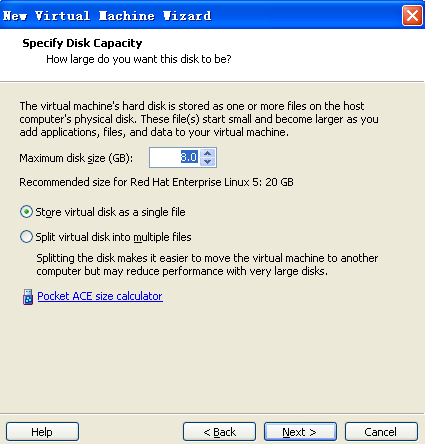 New Virtual Machine Wizard
Specify Disk Capacity
How large do you want this disk to be?
The virtual machine's hard disk is stored as one or more files on the host
computer's physical disk. These file(s) start small and become larger as you
add applications, files, and data to your virtual machine.
Maximum disk size (GB): 8.0
Recommended size for Red Hat Enterprise Linux 5: 20 GB
Store virtual disk as a single file
Split virtual disk into multiple files
Splitting the disk makes it easier to move the virtual machine to another
computer but may reduce performance with very large disks.
Pocket ACE size calculator
Help < Back Next > Cancel